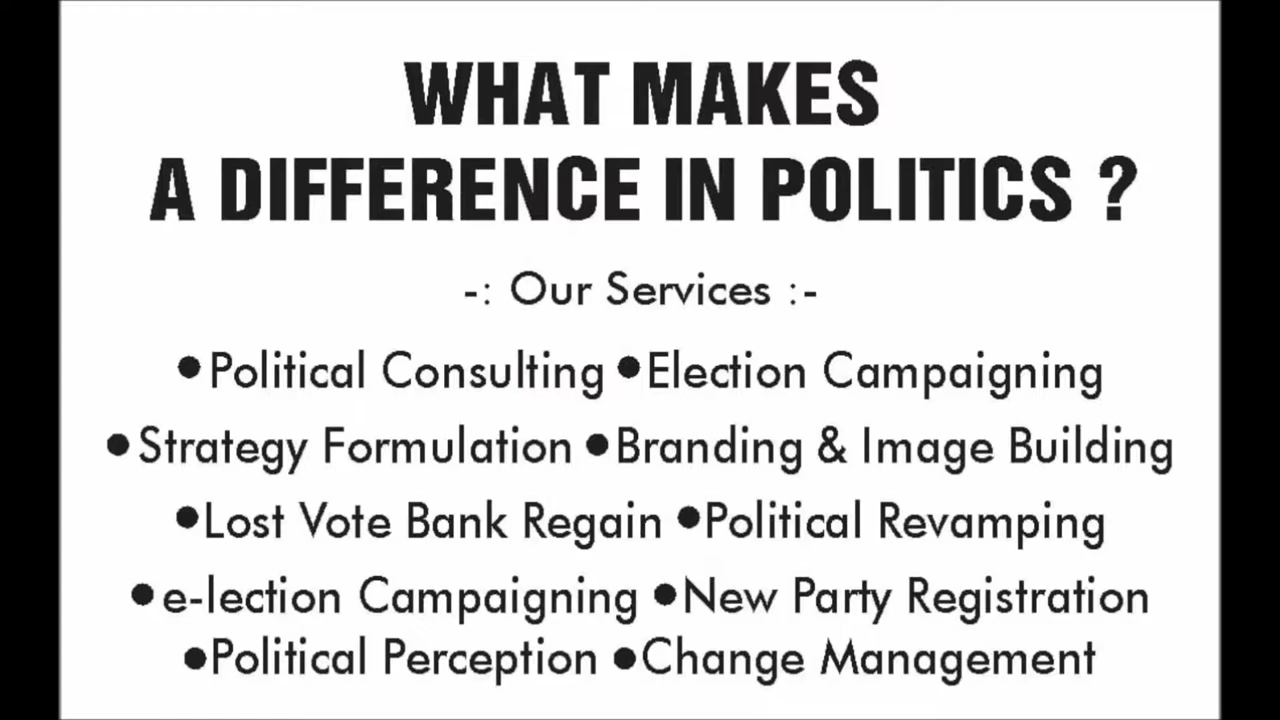 WHAT MAKES
A DIFFERENCE IN POLITICS ?
-: Our Services :-
•Political Consulting •Election Campaigning
•Strategy Formulation •Branding & Image Building
•Lost Vote Bank Regain •Political Revamping
•e-lection Campaigning •New Party Registration
•Political Perception •Change Management